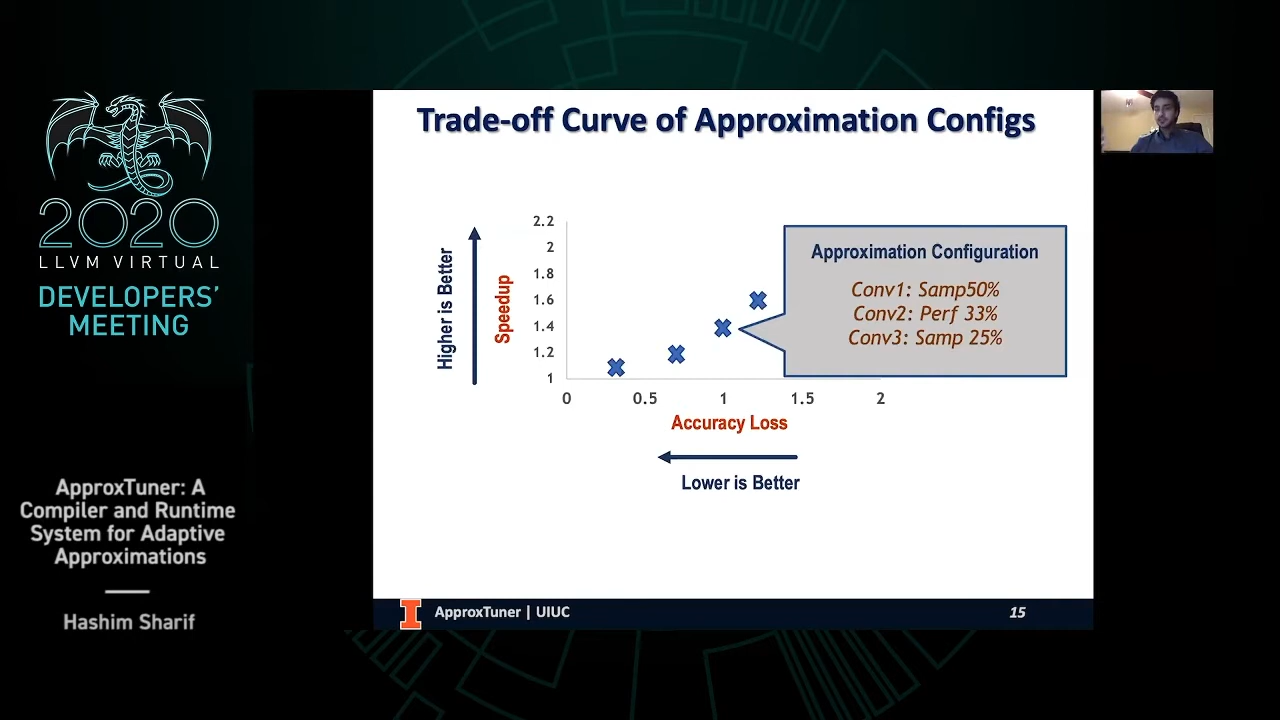 2020
LLVM VIRTUAL
DEVELOPERS'
MEETING
ApproxTuner: A
Compiler and Runtime
System for Adaptive
Approximations
Hashim Sharif
Trade-off Curve of Approximation Configs
Higher is Better
Speedup
2.2
2
1.8
1.6
1.4
1.2
1
0 0.5 1 1.5 2
Accuracy Loss
Lower is Better
Approximation Configuration
Conv1: Samp50%
Conv2: Perf 33%
Conv3: Samp 25%
I ApproxTuner | UIUC 15